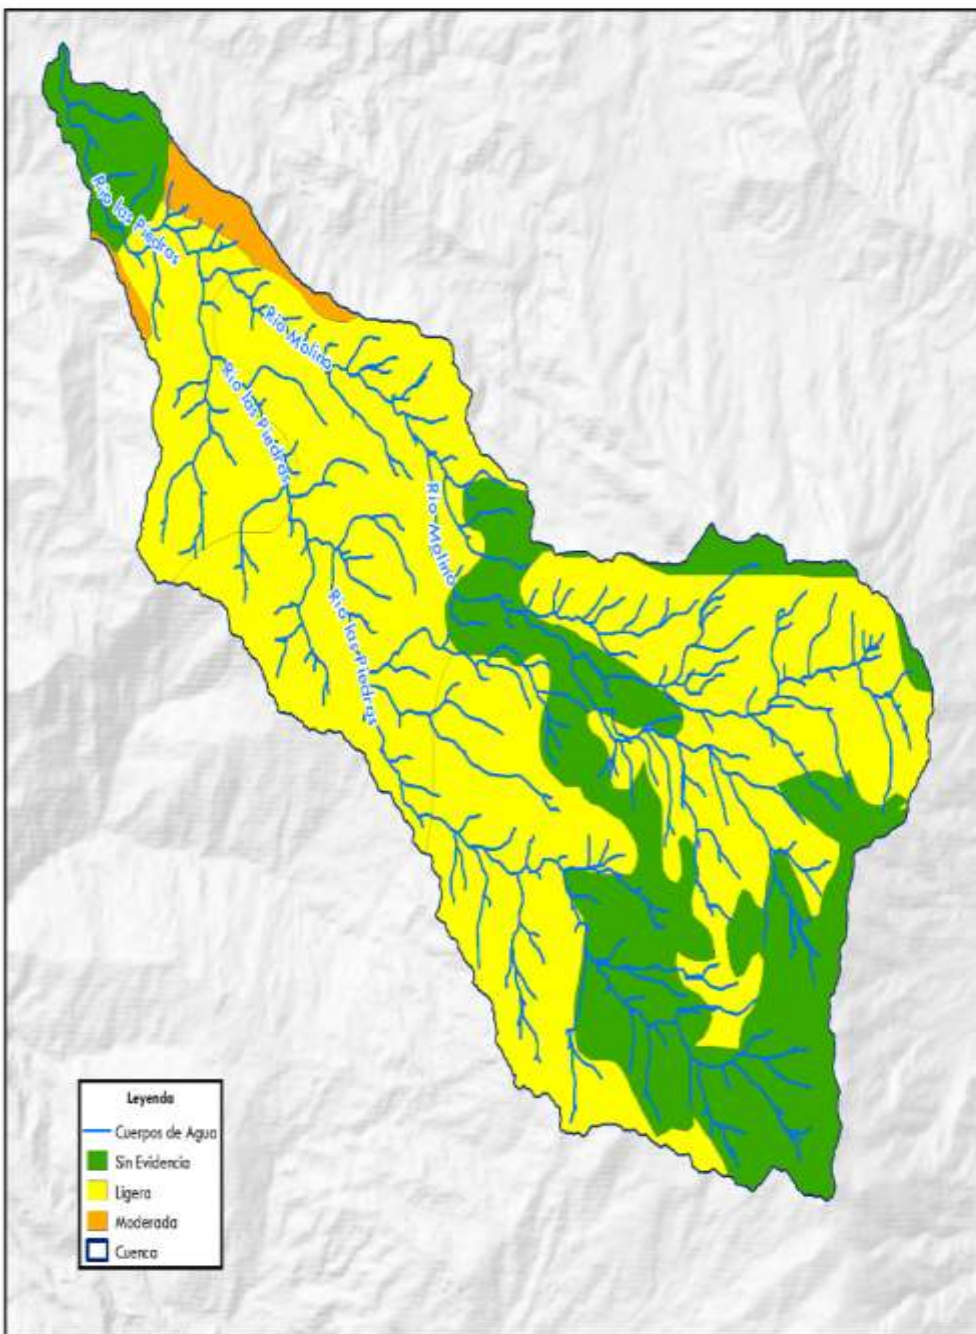 Río las Piedras
Río Molino
Río las Piedras
Río Molino
Río las Piedras
Leyenda
Cuerpos de Agua
Sin Evidencia
Ligera
Moderada
Cuenca